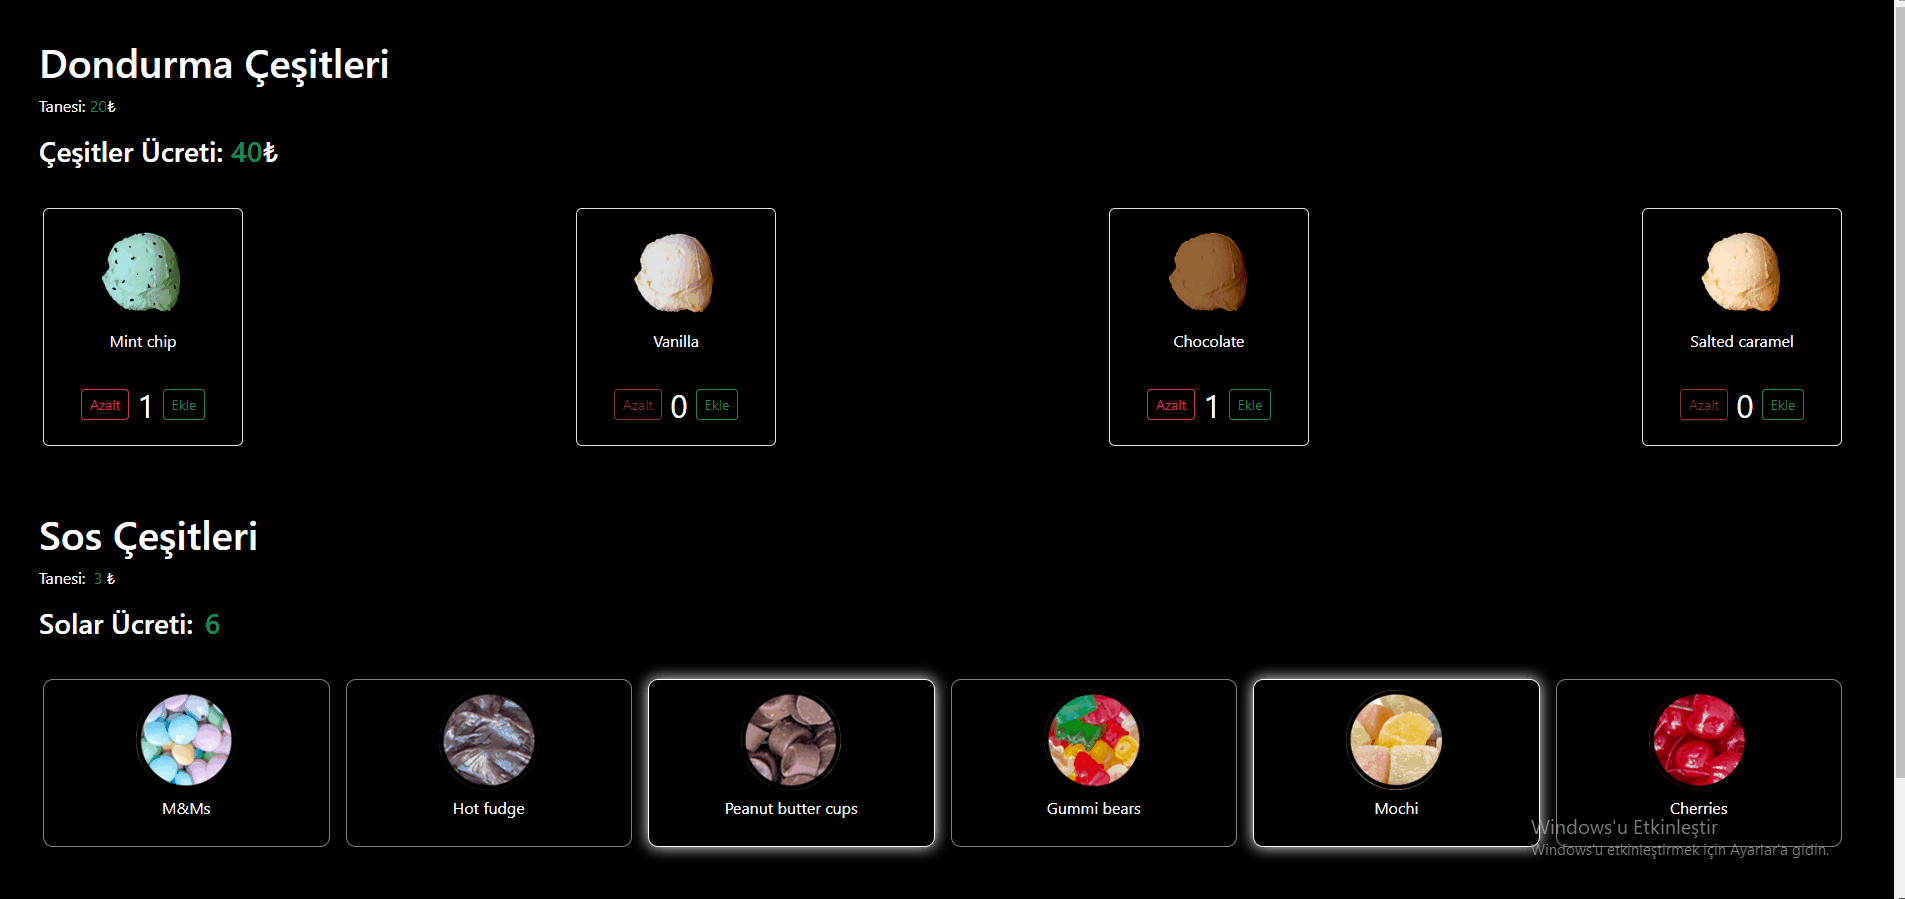 Dondurma Çeşitleri
Tanesi: 20₺
Çeşitler Ücreti: 40₺
Mint chip
Azalt 1 Ekle
Vanilla
Azalt 0 Ekle
Chocolate
Azalt 1 Ekle
Salted caramel
Azalt 0 Ekle
Sos Çeşitleri
Tanesi: 3 ₺
Solar Ücreti: 6
M&Ms
Hot fudge
Peanut butter cups
Gummi bears
Mochi
Cherries
Windows'u Etkinleştir
Windows'u etkinleştirmek için Ayarlar'a gidin.